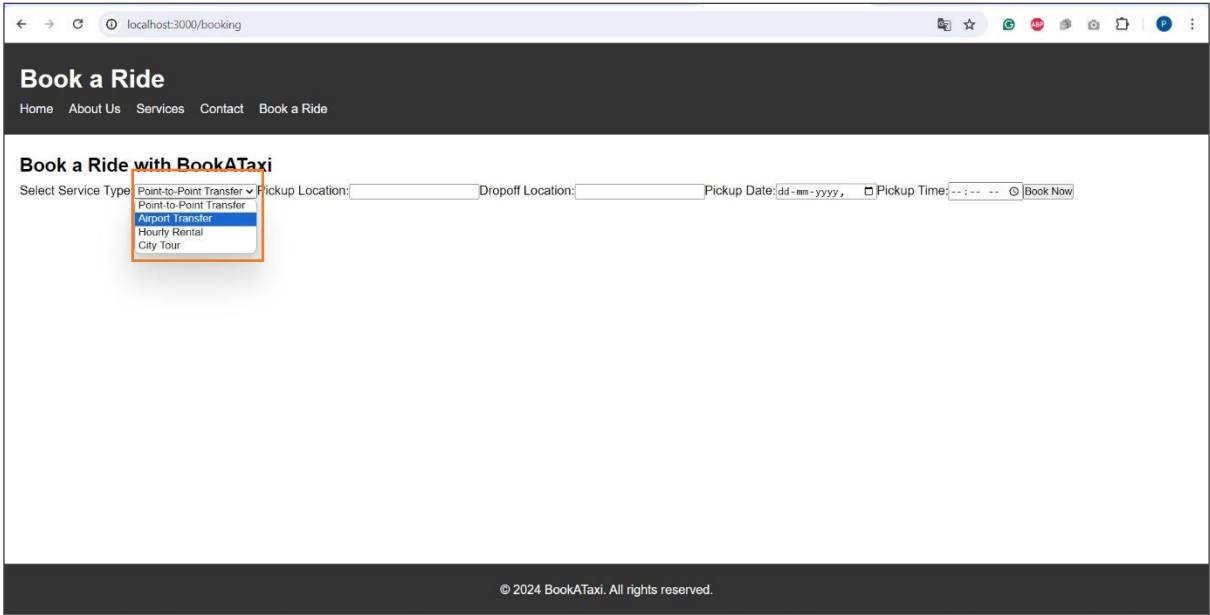 localhost:3000/booking
P
Book a Ride
Home About Us Services Contact Book a Ride
Book a Ride with BookATaxi
Select Service Type Point-to-Point Transfer Pickup Location: Dropoff Location: Pickup Date: dd-mm-yyyy, Pickup Time: --:-- -- Book Now
Point-to-Point Transfer
Airport Transfer
Hourly Rental
City Tour
© 2024 BookATaxi. All rights reserved.